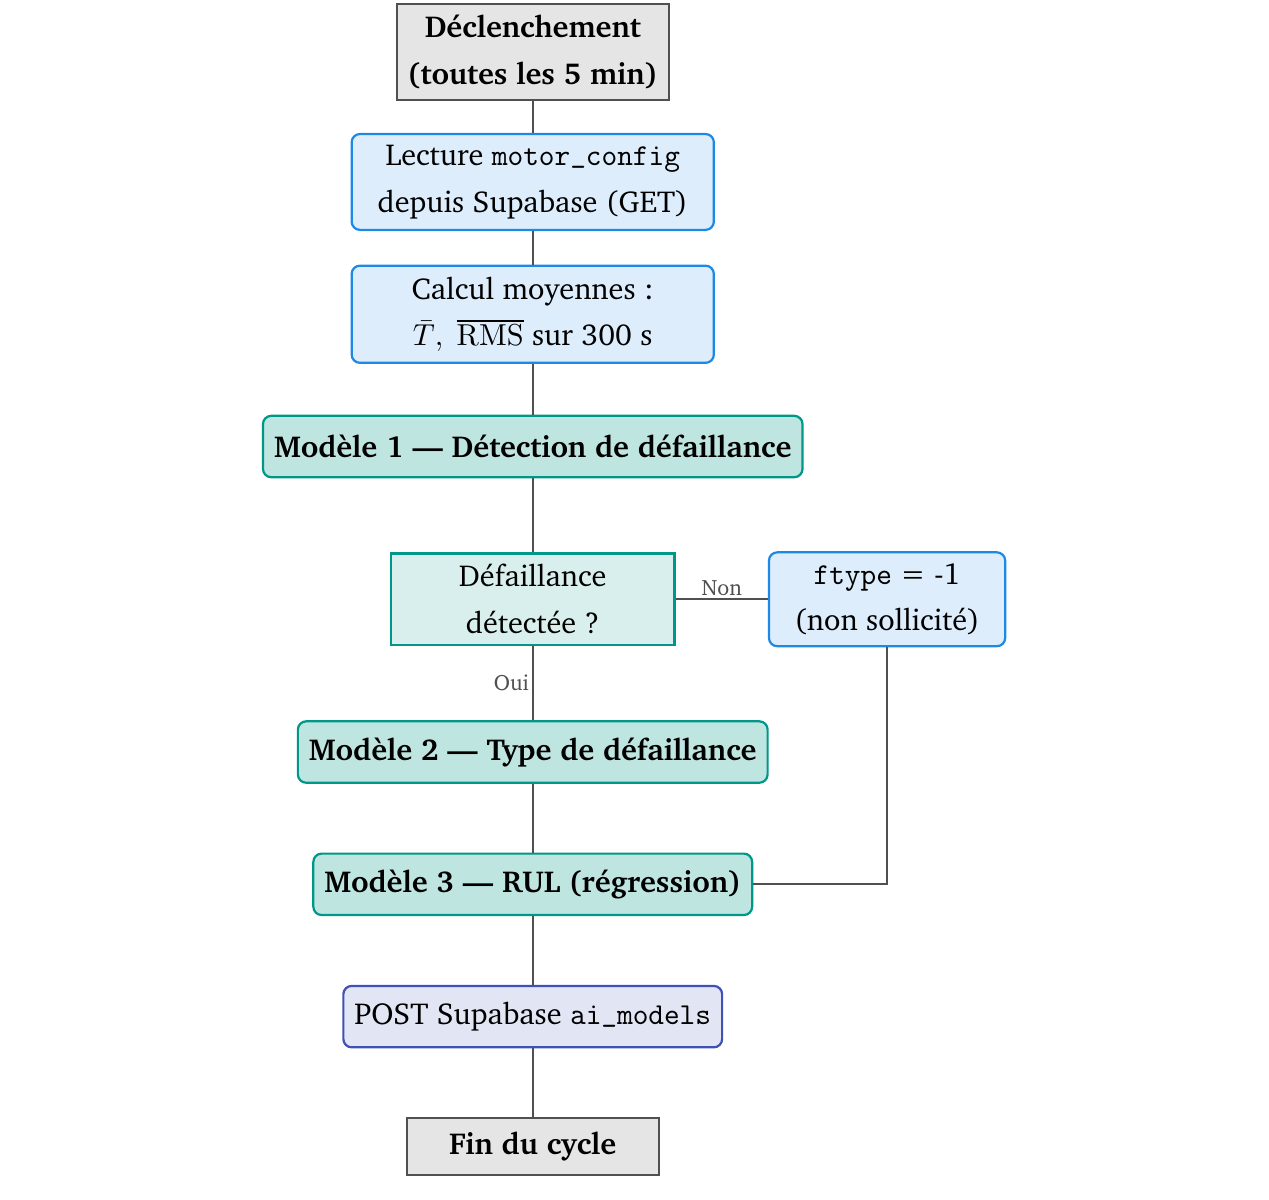 Déclenchement
(toutes les 5 min)
Lecture motor_config
depuis Supabase (GET)
Calcul moyennes :
T̄, R̅M̅S̅ sur 300 s
Modèle 1 — Détection de défaillance
Défaillance
détectée ?
Non
ftype = -1
(non sollicité)
Oui
Modèle 2 — Type de défaillance
Modèle 3 — RUL (régression)
POST Supabase ai_models
Fin du cycle